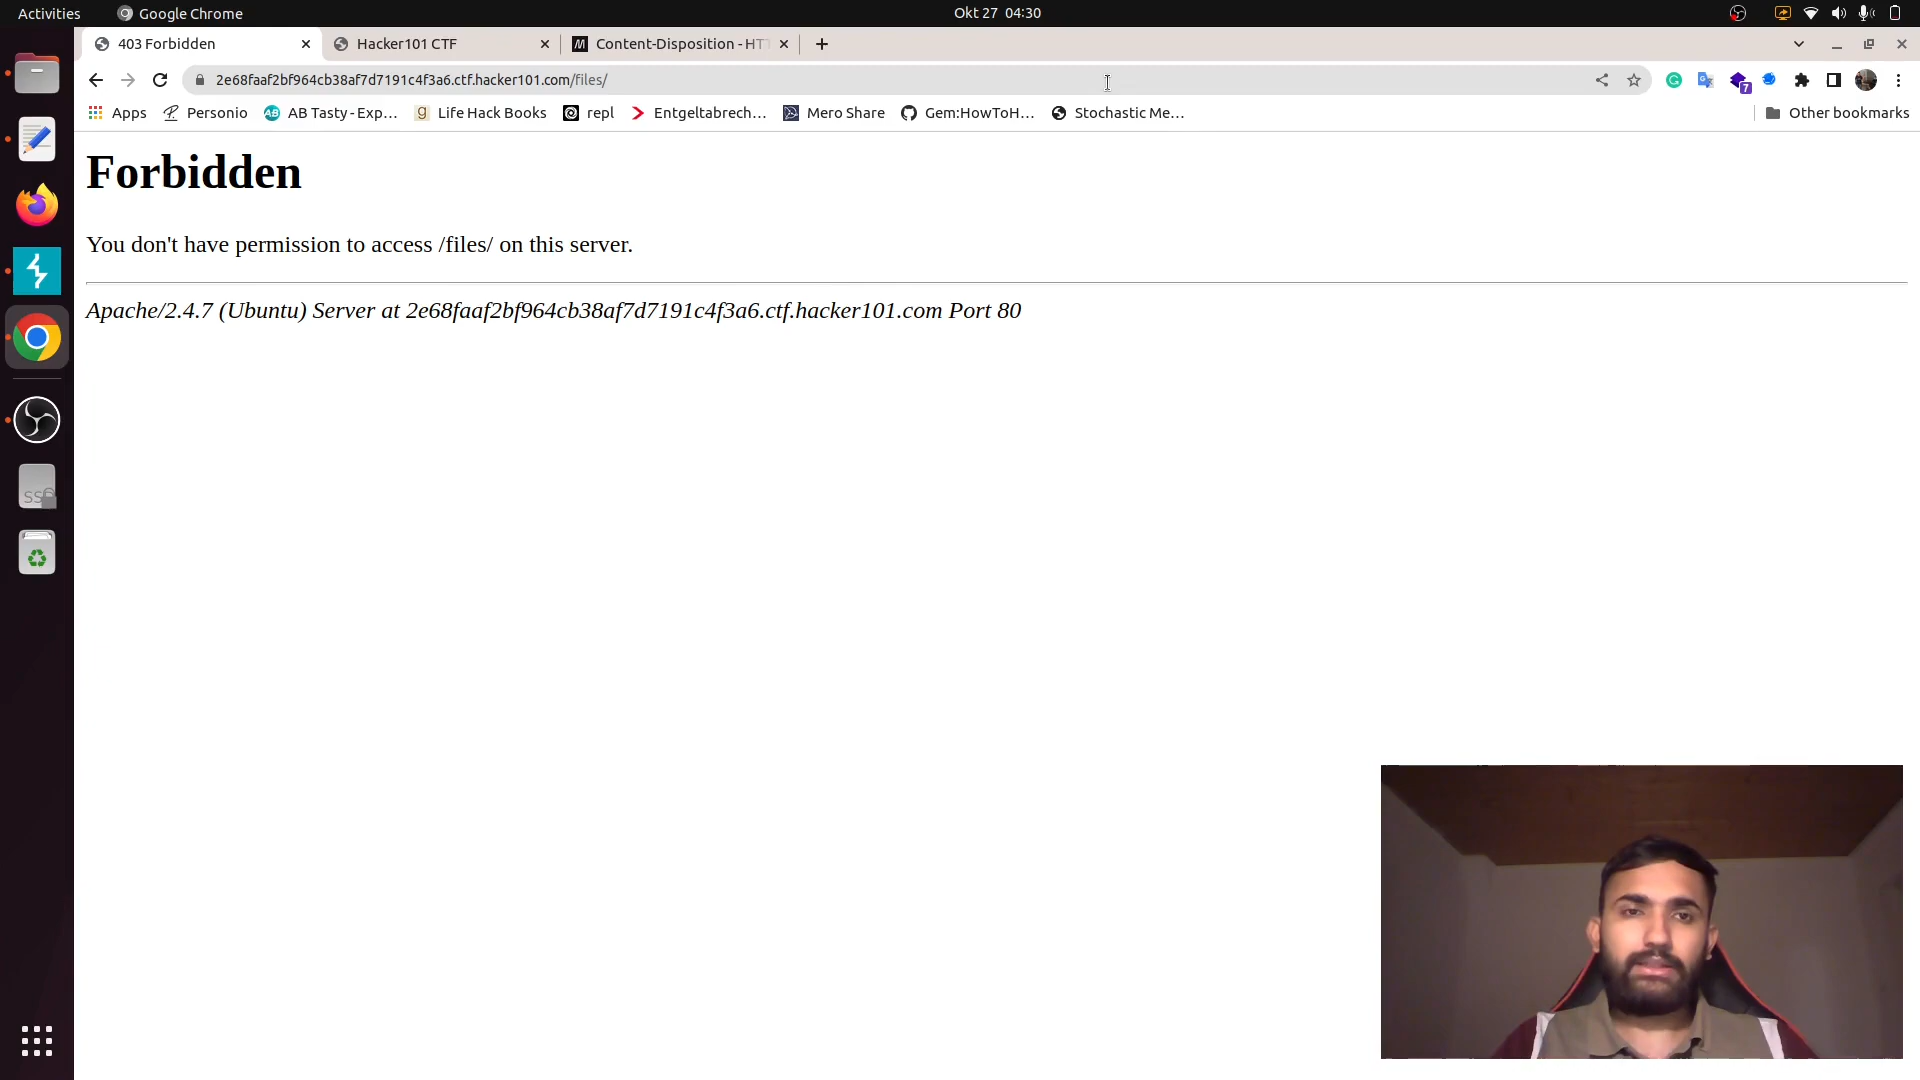 Activities
Google Chrome
Okt 27 04:30
403 Forbidden
Hacker101 CTF
Content-Disposition - HTT
2e68faaf2bf964cb38af7d7191c4f3a6.ctf.hacker101.com/files/
7
Apps
Personio
AB Tasty - Exp...
Life Hack Books
repl
Entgeltabrech...
Mero Share
Gem:HowToH...
Stochastic Me...
Other bookmarks
Forbidden
You don't have permission to access /files/ on this server.
Apache/2.4.7 (Ubuntu) Server at 2e68faaf2bf964cb38af7d7191c4f3a6.ctf.hacker101.com Port 80